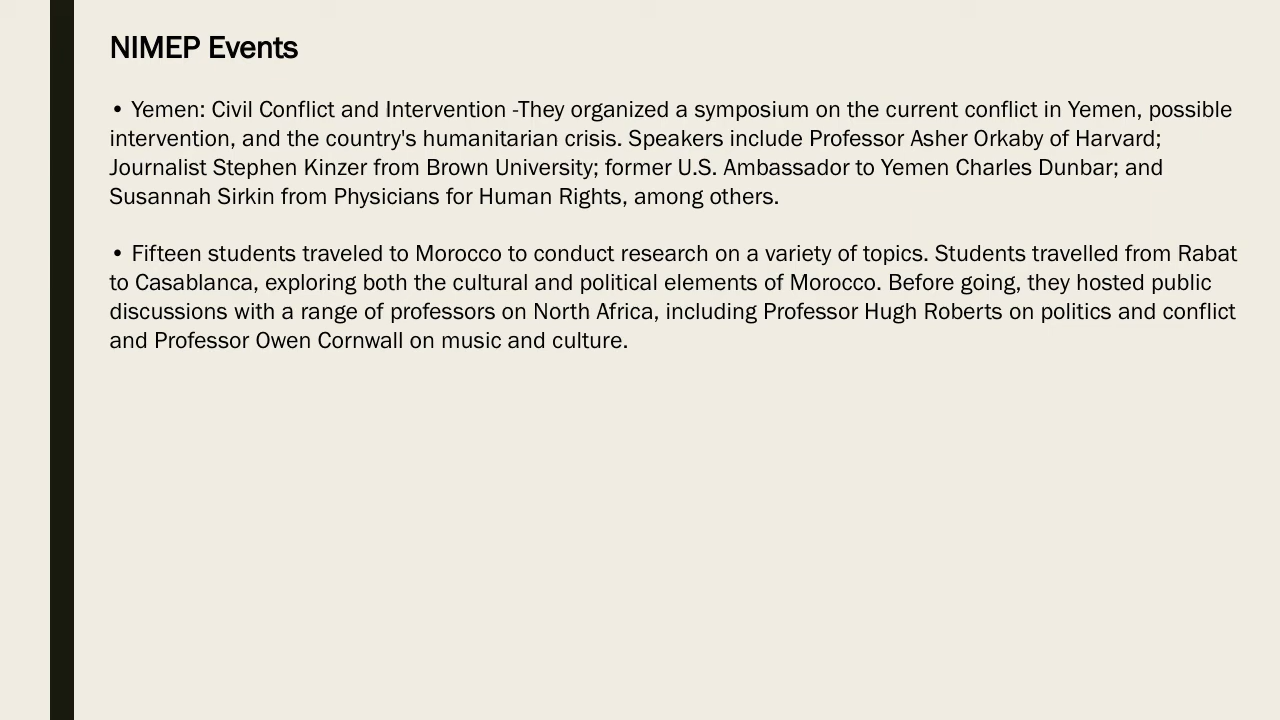 NIMEP Events
• Yemen: Civil Conflict and Intervention -They organized a symposium on the current conflict in Yemen, possible
intervention, and the country's humanitarian crisis. Speakers include Professor Asher Orkaby of Harvard;
Journalist Stephen Kinzer from Brown University; former U.S. Ambassador to Yemen Charles Dunbar; and
Susannah Sirkin from Physicians for Human Rights, among others.
• Fifteen students traveled to Morocco to conduct research on a variety of topics. Students travelled from Rabat
to Casablanca, exploring both the cultural and political elements of Morocco. Before going, they hosted public
discussions with a range of professors on North Africa, including Professor Hugh Roberts on politics and conflict
and Professor Owen Cornwall on music and culture.